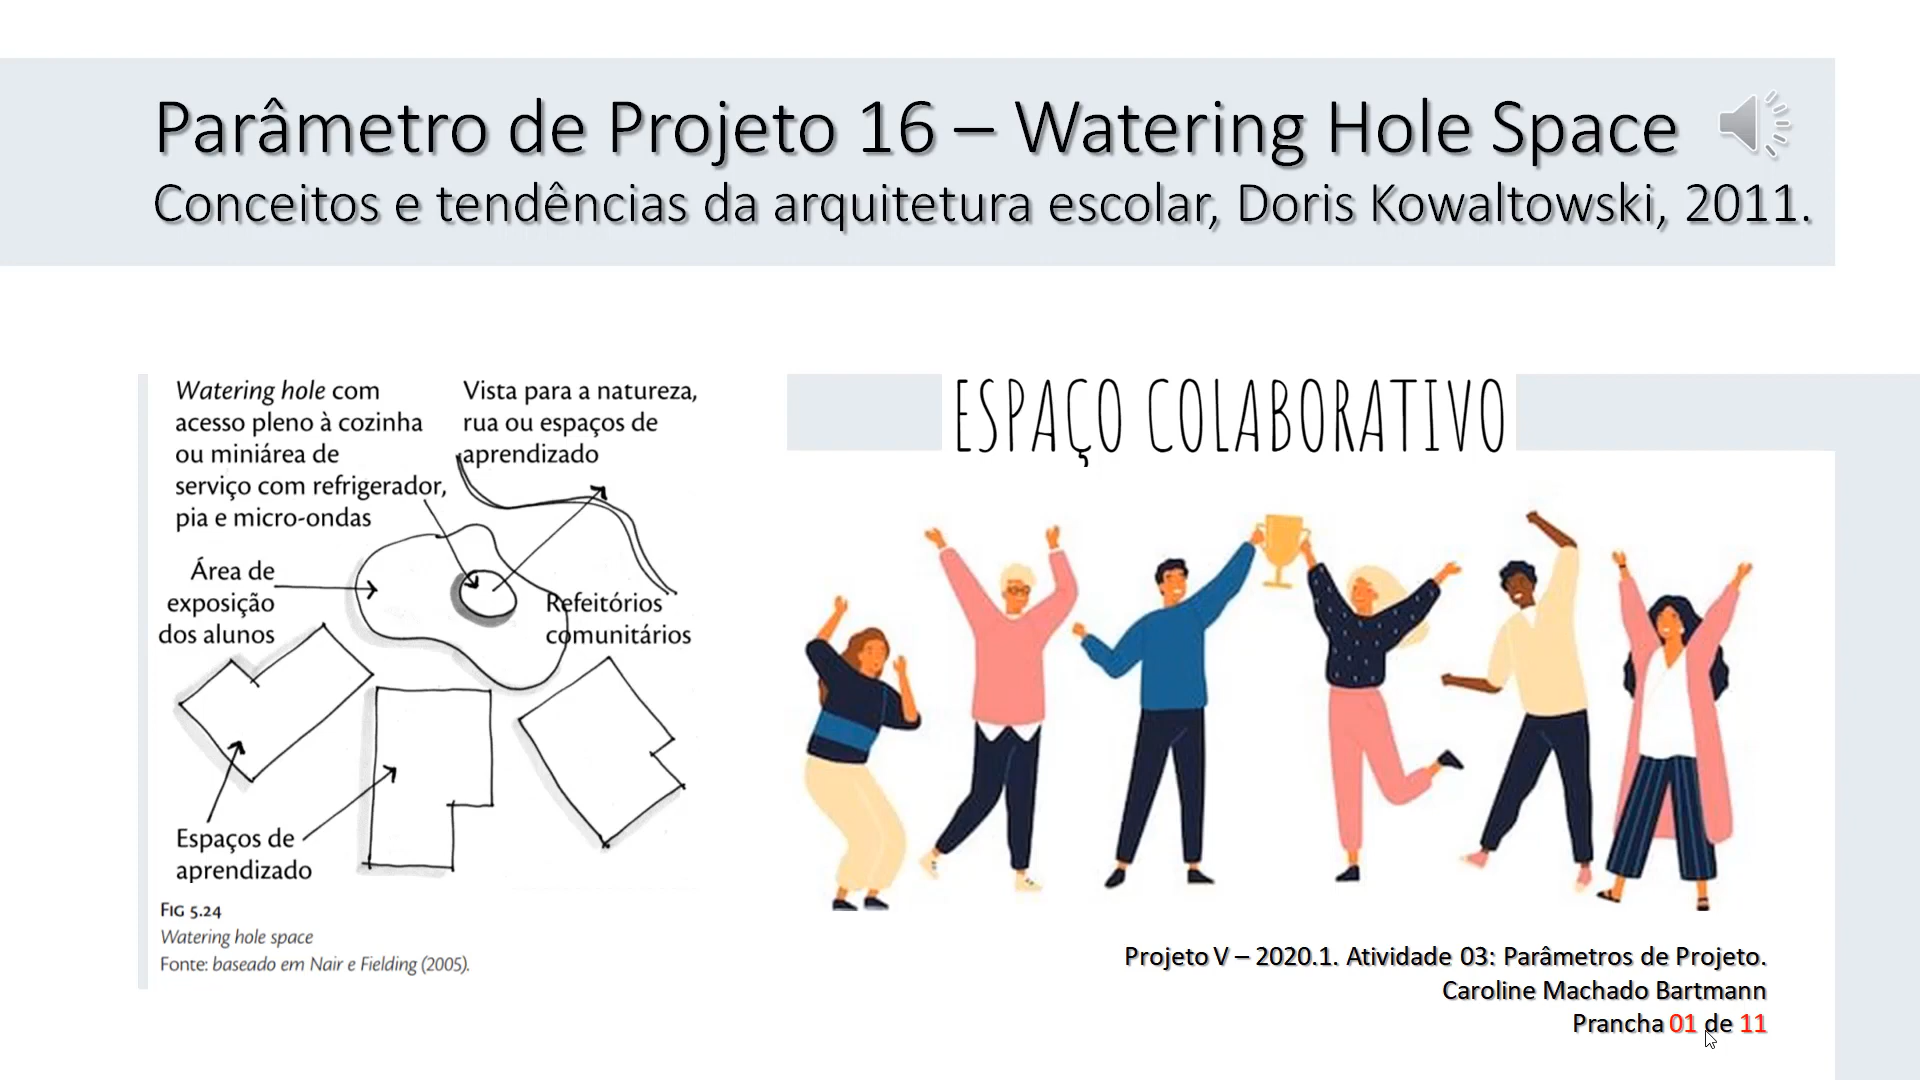 Parâmetro de Projeto 16 – Watering Hole Space
Conceitos e tendências da arquitetura escolar, Doris Kowaltowski, 2011.
Watering hole com
acesso pleno à cozinha
ou miniárea de
serviço com refrigerador,
pia e micro-ondas
Vista para a natureza,
rua ou espaços de
aprendizado
Área de
exposição
dos alunos
Refeitórios
comunitários
Espaços de
aprendizado
FIG 5.24
Watering hole space
Fonte: baseado em Nair e Fielding (2005).
ESPAÇO COLABORATIVO
Projeto V – 2020.1. Atividade 03: Parâmetros de Projeto.
Caroline Machado Bartmann
Prancha 01 de 11